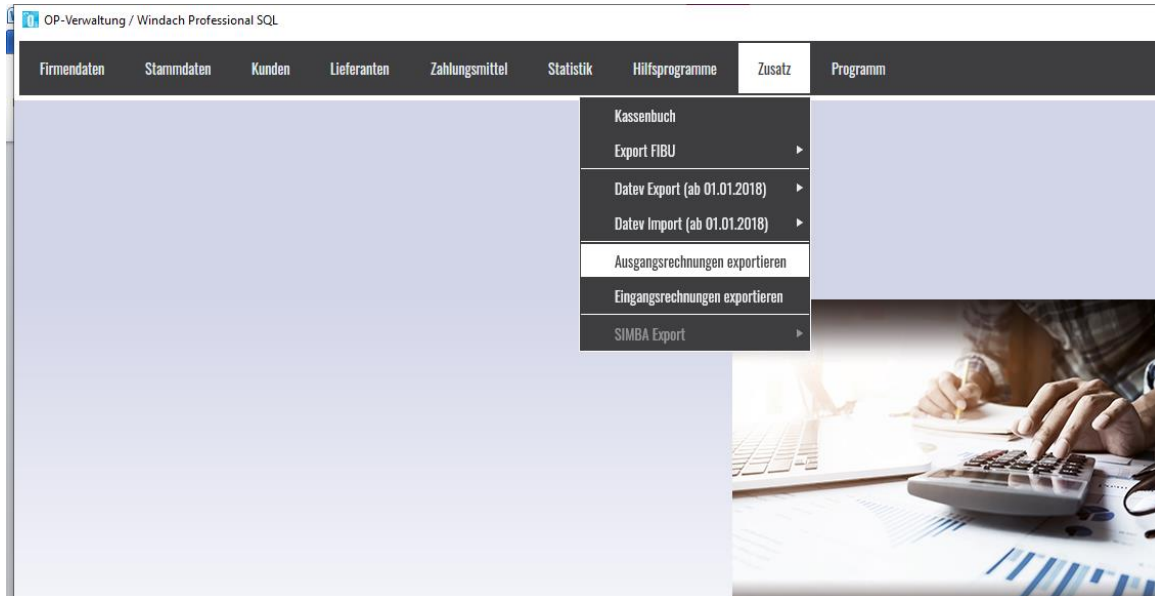 OP-Verwaltung / Windach Professional SQL
Firmendaten Stammdaten Kunden Lieferanten Zahlungsmittel Statistik Hilfsprogramme Zusatz Programm
Kassenbuch
Export FIBU
Datev Export (ab 01.01.2018)
Datev Import (ab 01.01.2018)
Ausgangsrechnungen exportieren
Eingangsrechnungen exportieren
SIMBA Export